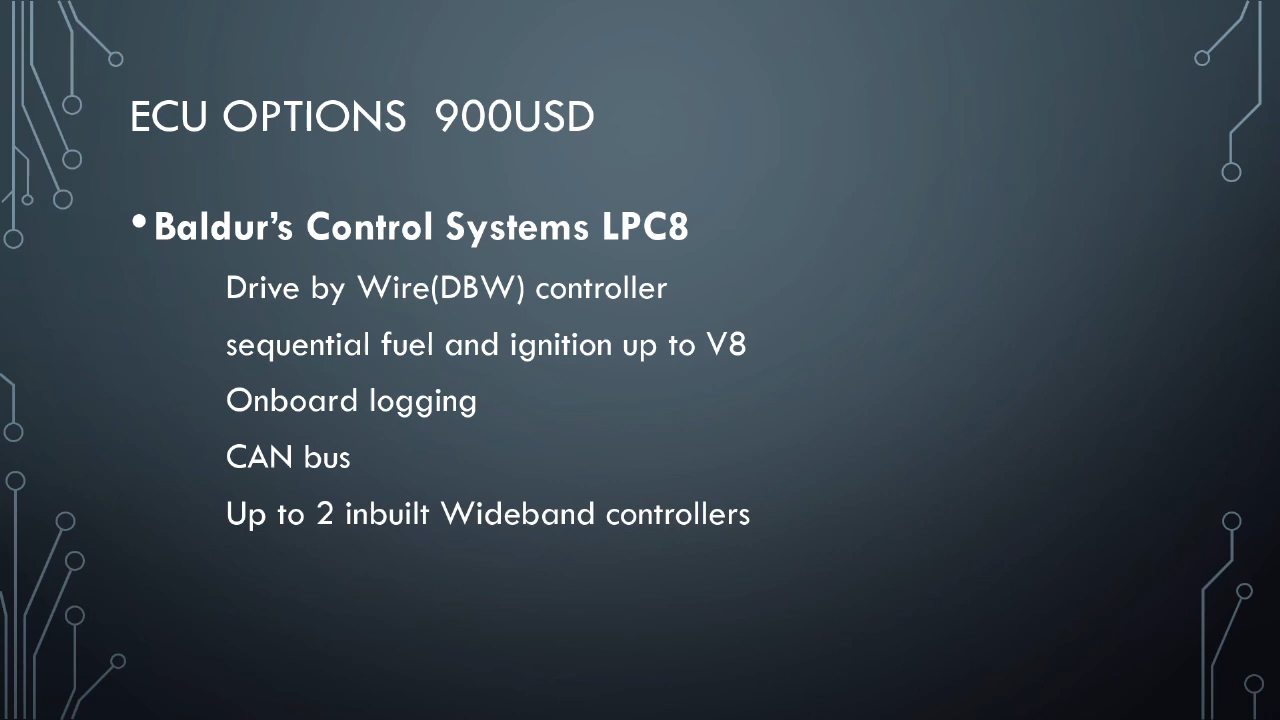 ECU OPTIONS 900USD
•Baldur’s Control Systems LPC8
Drive by Wire(DBW) controller
sequential fuel and ignition up to V8
Onboard logging
CAN bus
Up to 2 inbuilt Wideband controllers